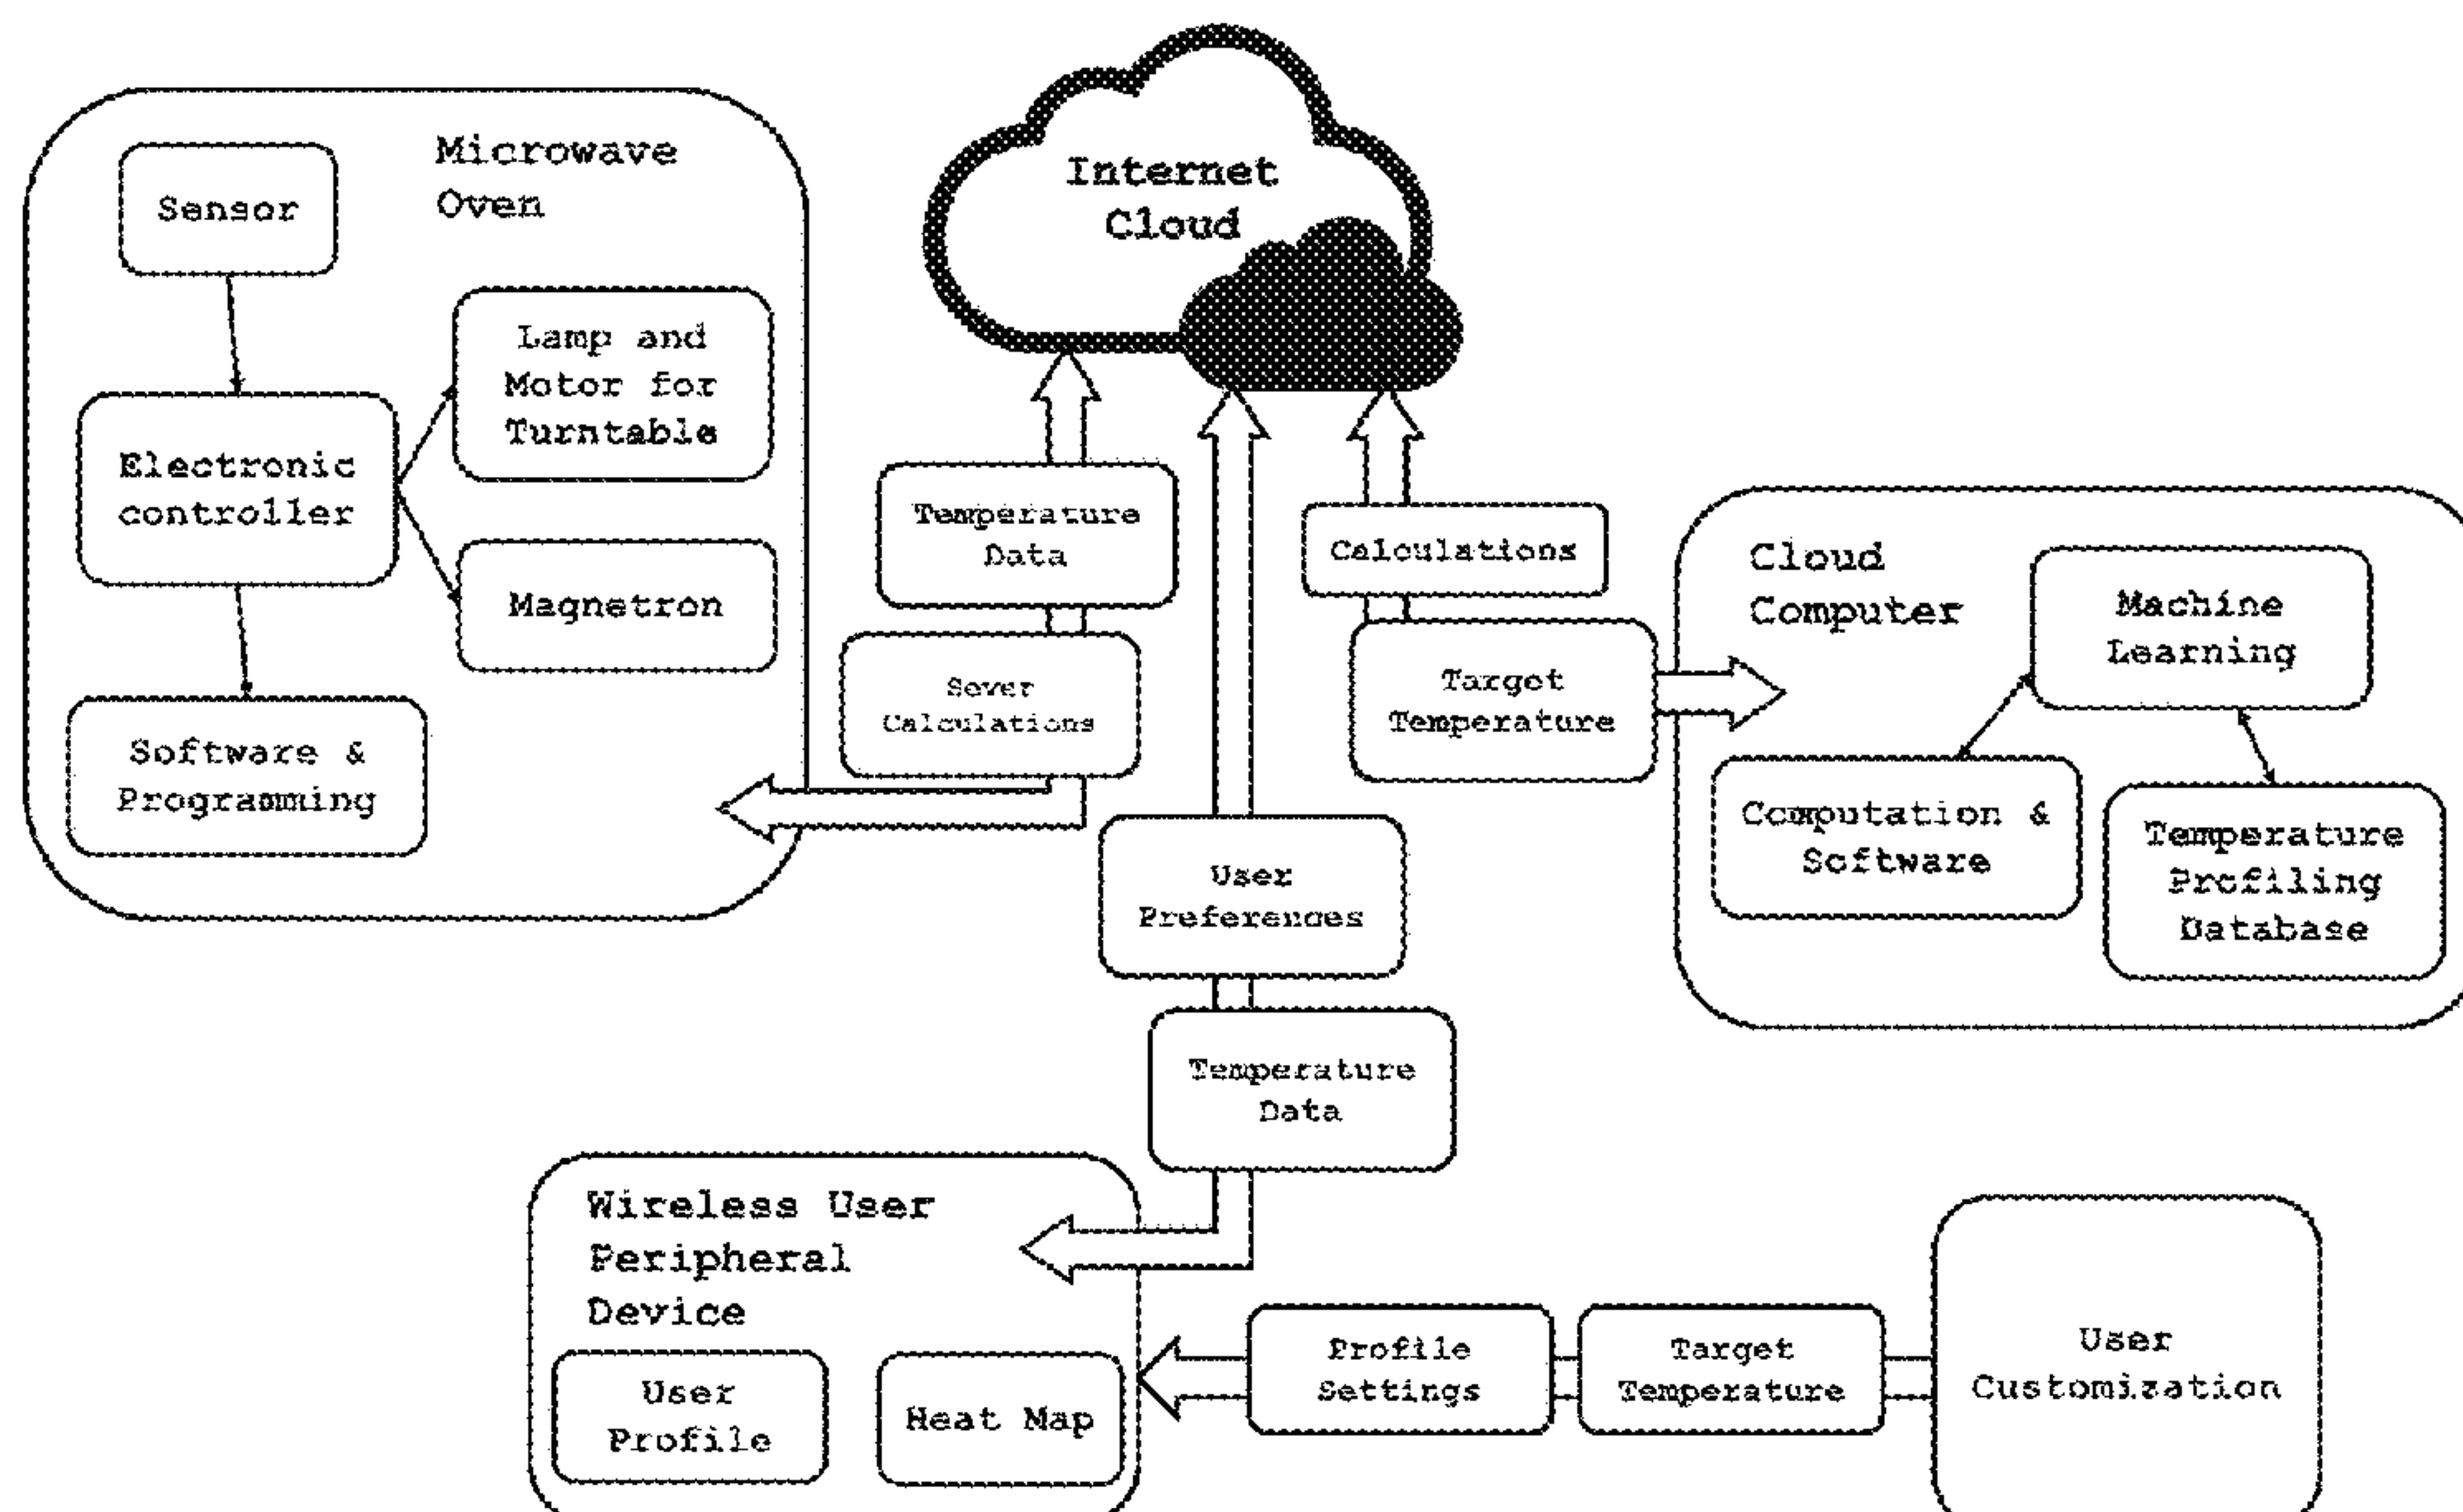 Microwave
Oven
Sensor
Lamp and
Motor for
Turntable
Electronic
controller
Magnetron
Software &
Programming
Internet
Cloud
Temperature
Data
Sever
Calculations
Calculations
Target
Temperature
User
Preferences
Temperature
Data
Cloud
Computer
Machine
Learning
Computation &
Software
Temperature
Profiling
Database
Wireless User
Peripheral
Device
User
Profile
Heat Map
Profile
Settings
Target
Temperature
User
Customization